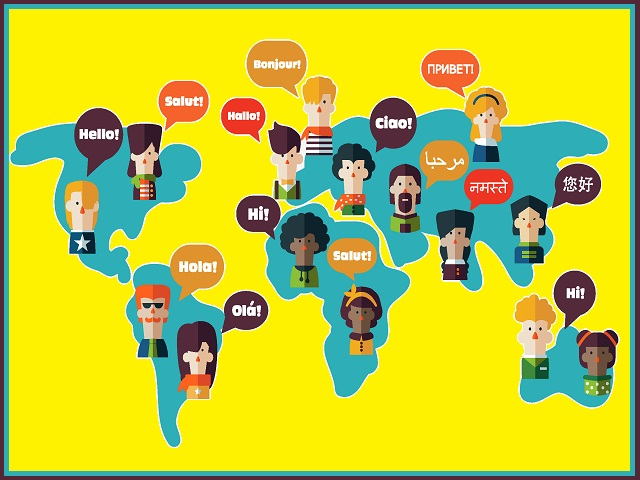 Bonjour!
ПРИВЕТ!
Salut!
Hallo!
Hello!
Ciao!
مرحبا
नमस्ते
您好
Hi!
Salut!
Hola!
Olá!
Hi!